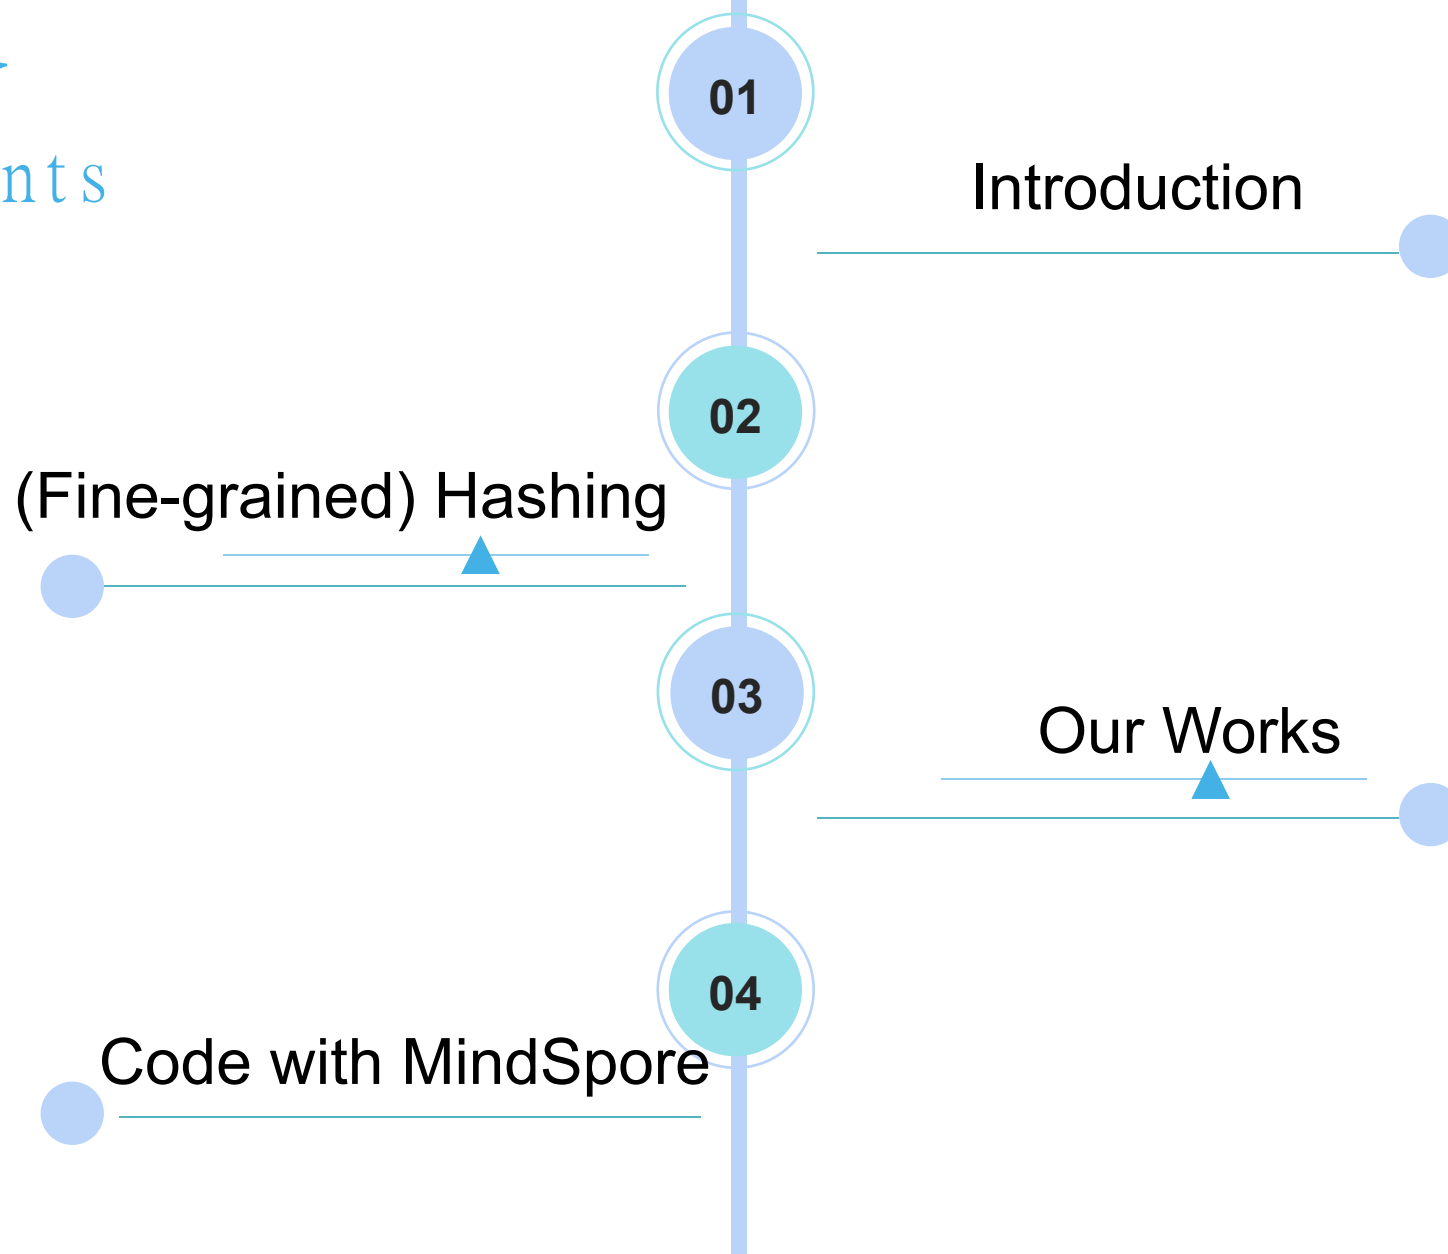 nts
01
Introduction
02
(Fine-grained) Hashing
03
Our Works
04
Code with MindSpore